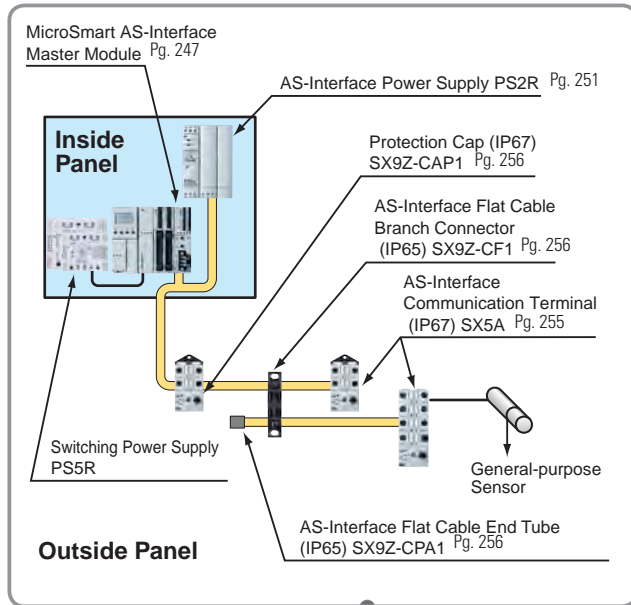 MicroSmart AS-Interface
Master Module Pg. 247
AS-Interface Power Supply PS2R Pg. 251
Inside
Panel
Protection Cap (IP67)
SX9Z-CAP1 Pg. 256
AS-Interface Flat Cable
Branch Connector
(IP65) SX9Z-CF1 Pg. 256
AS-Interface
Communication Terminal
(IP67) SX5A Pg. 255
Switching Power Supply
PS5R
General-purpose
Sensor
AS-Interface Flat Cable End Tube
(IP65) SX9Z-CPA1 Pg. 256
Outside Panel